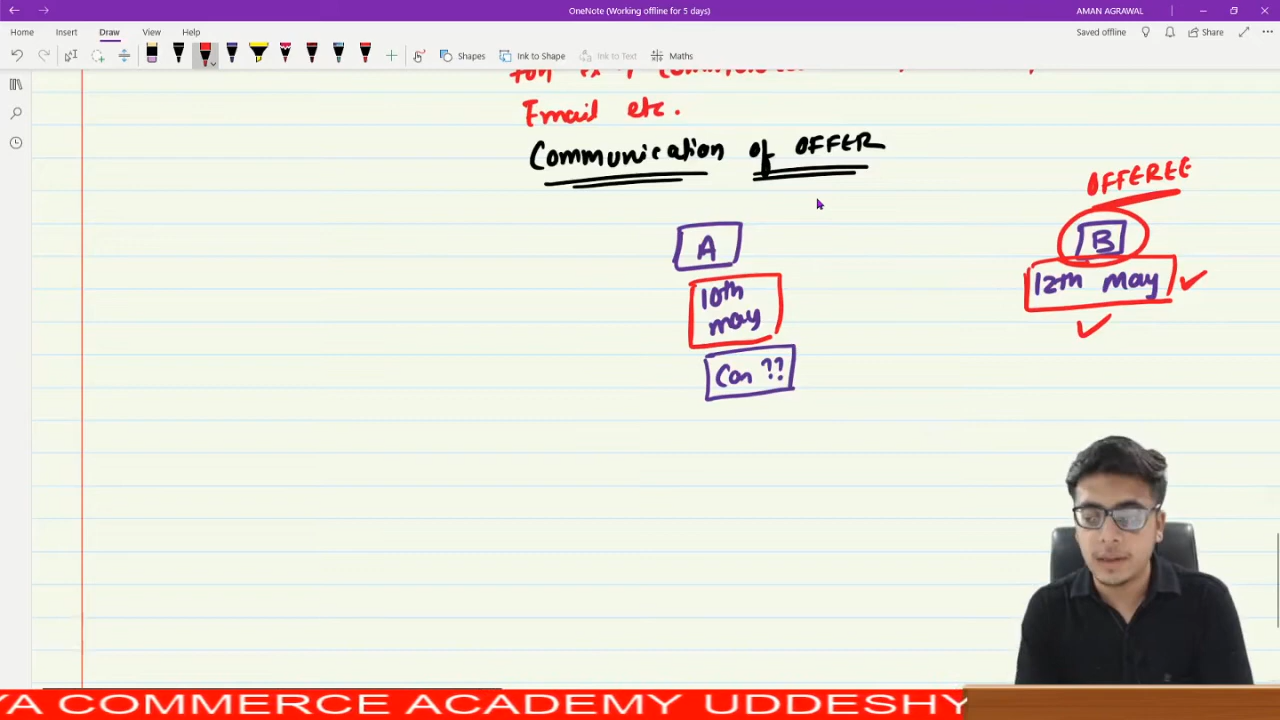 OneNote (Working offline for 5 days)
AMAN AGRAWAL
Home Insert Draw View Help
Saved offline
Share
Shapes
Ink to Shape
Ink to Text
Maths
Email etc.
Communication of OFFER
OFFEREE
A
B
10th
may
12th may
Con ??
YA COMMERCE ACADEMY UDDESHY